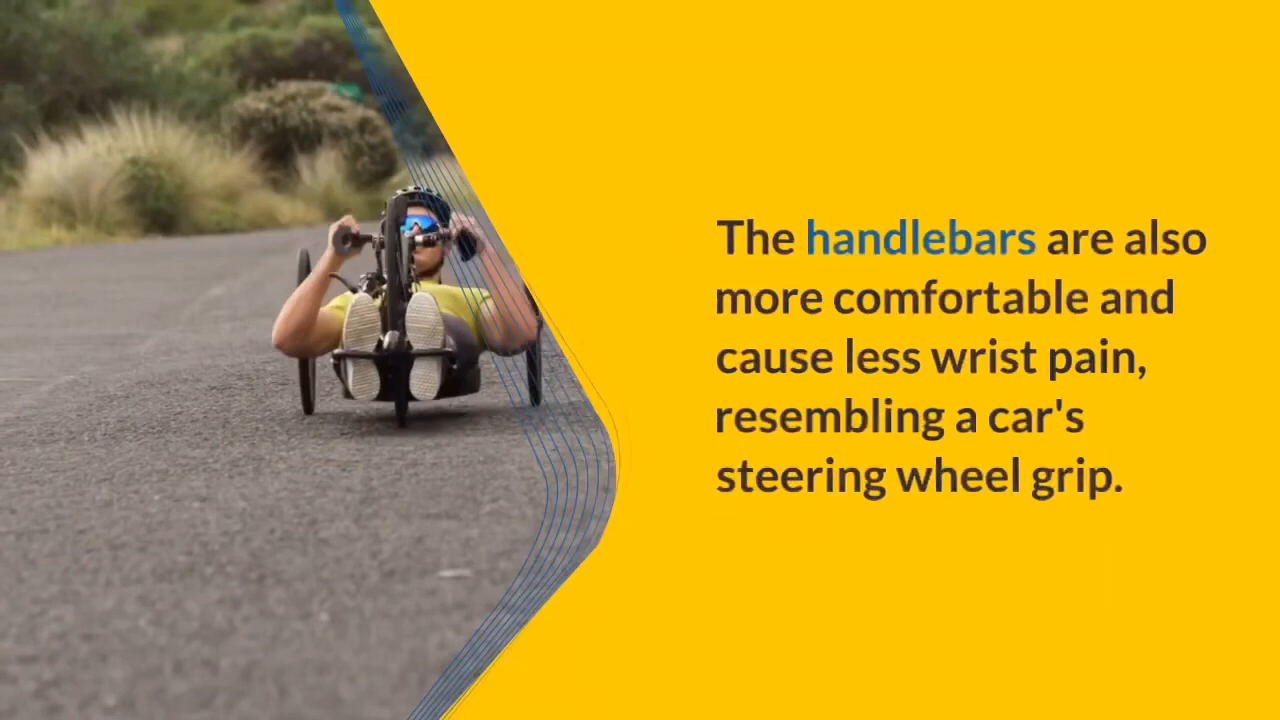 The handlebars are also
more comfortable and
cause less wrist pain,
resembling a car's
steering wheel grip.